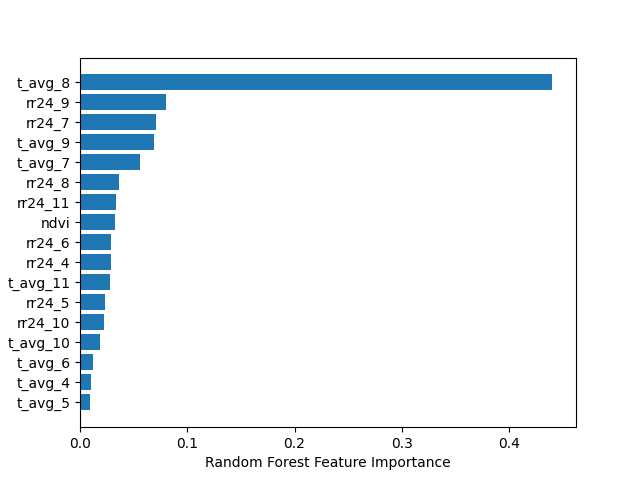 t_avg_8
rr24_9
rr24_7
t_avg_9
t_avg_7
rr24_8
rr24_11
ndvi
rr24_6
rr24_4
t_avg_11
rr24_5
rr24_10
t_avg_10
t_avg_6
t_avg_4
t_avg_5
0.0 0.1 0.2 0.3 0.4
Random Forest Feature Importance